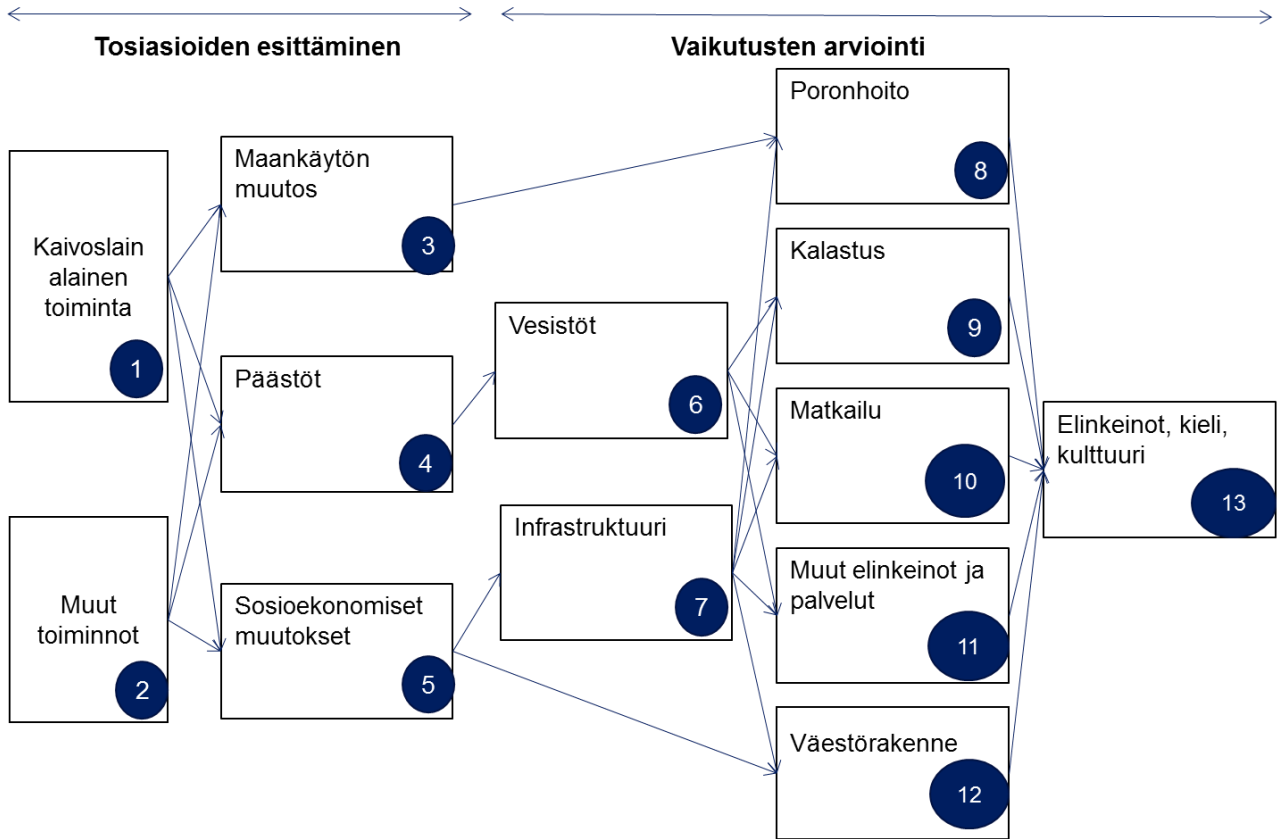 Tosiasioiden esittäminen
Vaikutusten arviointi
Kaivoslain
alainen
toiminta
1
Muut
toiminnot
2
Maankäytön
muutos
3
Päästöt
4
Sosioekonomiset
muutokset
5
Vesistöt
6
Infrastruktuuri
7
Poronhoito
8
Kalastus
9
Matkailu
10
Muut elinkeinot ja
palvelut
11
Väestörakenne
12
Elinkeinot, kieli,
kulttuuri
13